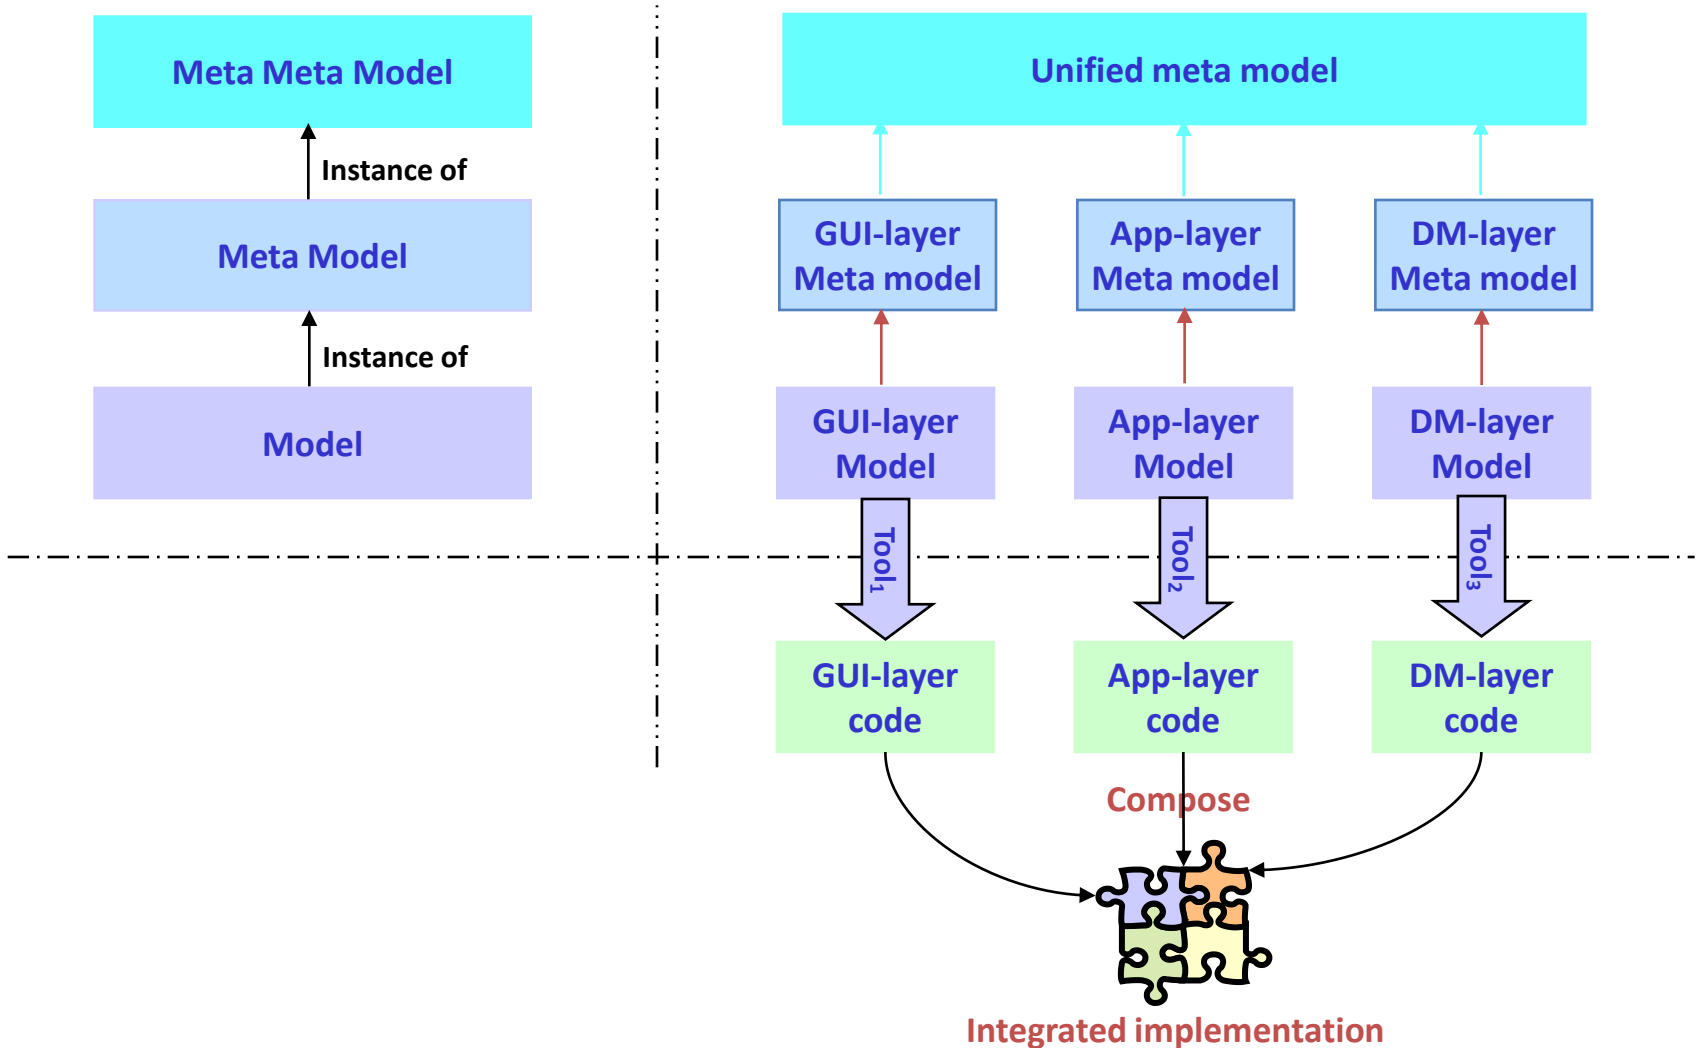 Meta Meta Model
Instance of
Meta Model
Instance of
Model
Unified meta model
GUI-layer
Meta model
App-layer
Meta model
DM-layer
Meta model
GUI-layer
Model
App-layer
Model
DM-layer
Model
Tool₁
Tool₂
Tool₃
GUI-layer
code
App-layer
code
DM-layer
code
Compose
Integrated implementation